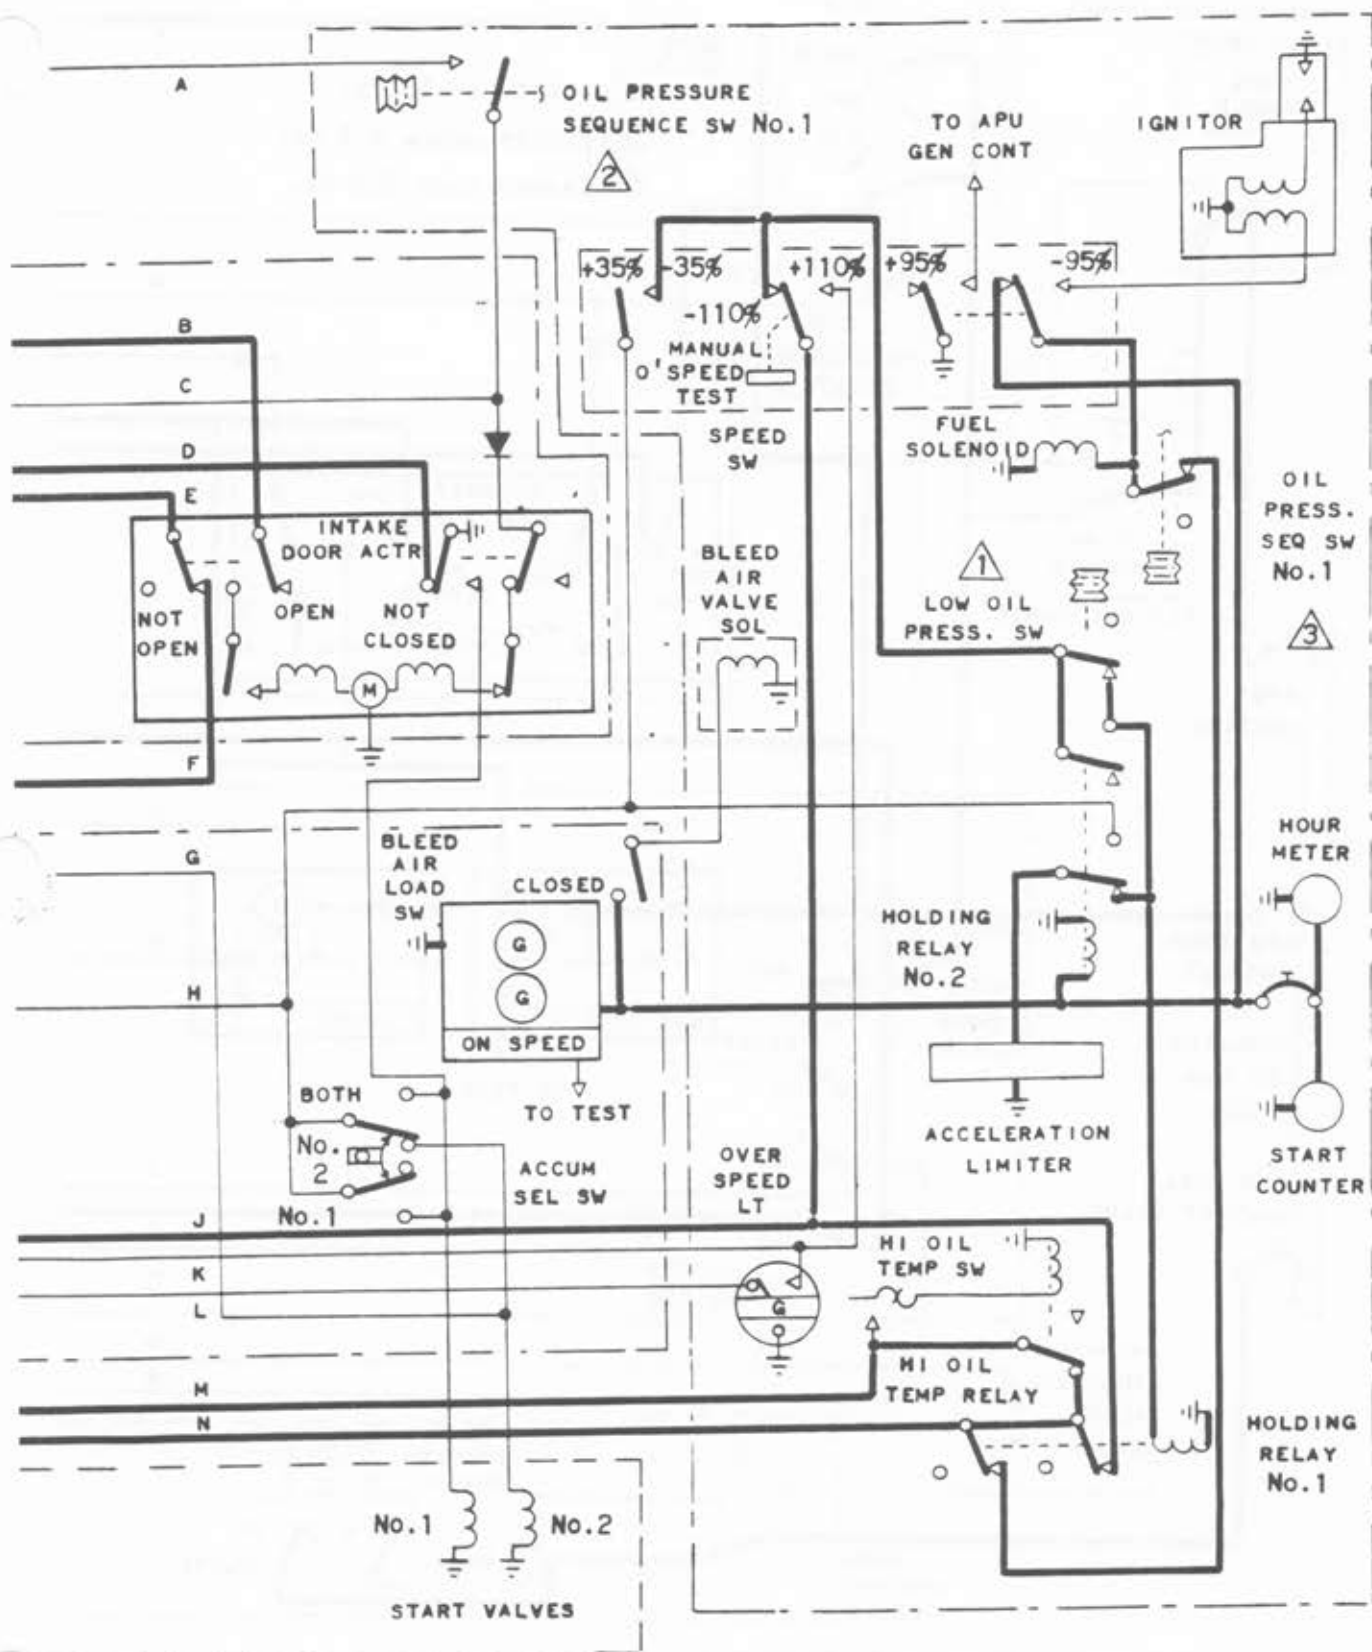 A
OIL PRESSURE
SEQUENCE SW No.1
2
TO APU
GEN CONT
IGNITOR
+35%
-35%
+110%
+95%
-95%
-110%
MANUAL
O'SPEED
TEST
SPEED
SW
B
C
D
E
INTAKE
DOOR ACTR
NOT
OPEN
OPEN
NOT
CLOSED
M
F
FUEL
SOLENOID
OIL
PRESS.
SEQ SW
No.1
3
1
LOW OIL
PRESS. SW
BLEED
AIR
VALVE
SOL
G
BLEED
AIR
LOAD
SW
CLOSED
G
G
ON SPEED
TO TEST
H
HOLDING
RELAY
No.2
HOUR
METER
ACCELERATION
LIMITER
START
COUNTER
BOTH
No.
2
No.1
ACCUM
SEL SW
OVER
SPEED
LT
G
J
K
L
HI OIL
TEMP SW
HI OIL
TEMP RELAY
M
N
HOLDING
RELAY
No.1
No.1
No.2
START VALVES